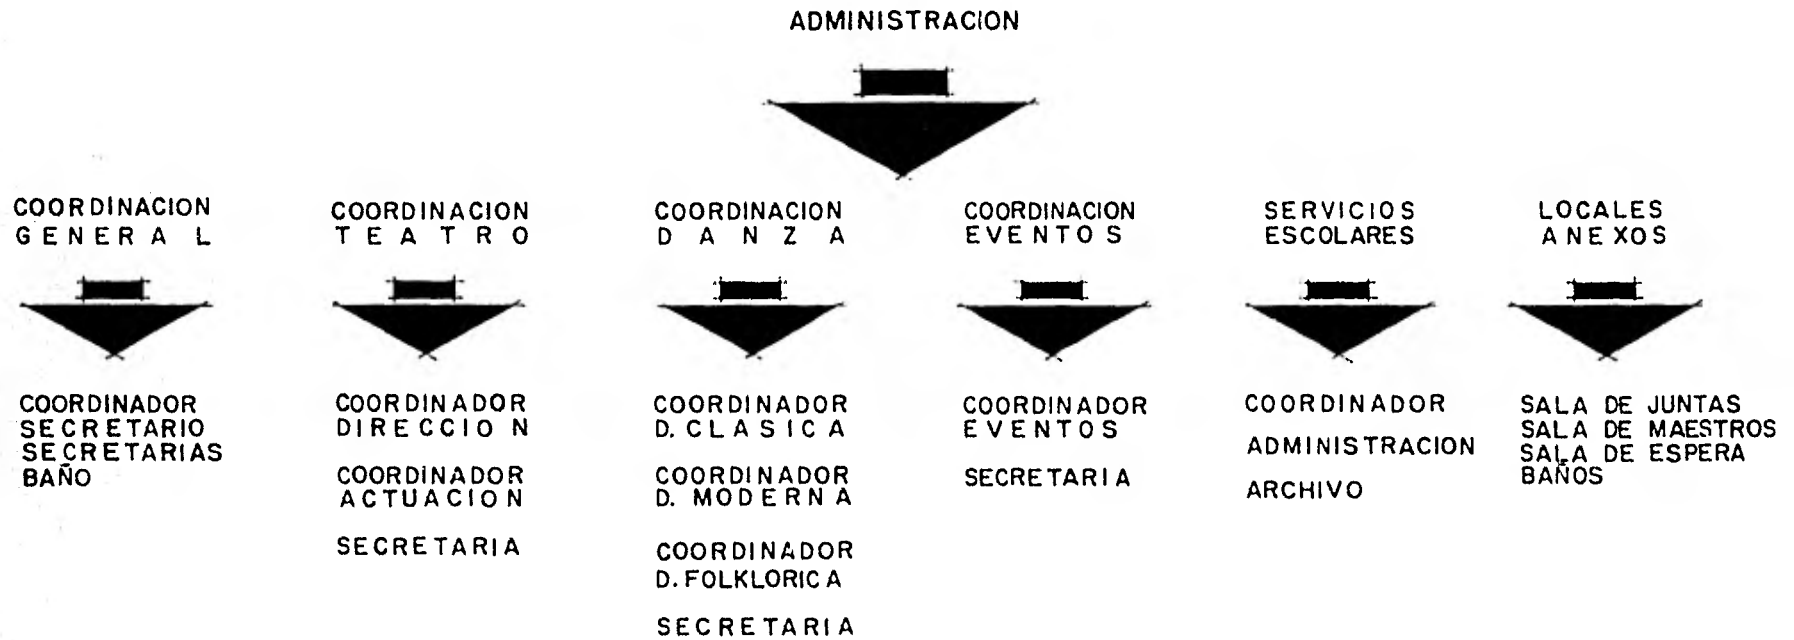 ADMINISTRACION
COORDINACION
GENERAL
COORDINACION
TEATRO
COORDINACION
DANZA
COORDINACION
EVENTOS
SERVICIOS
ESCOLARES
LOCALES
ANEXOS
COORDINADOR
SECRETARIO
SECRETARIAS
BAÑO
COORDINADOR
DIRECCION
COORDINADOR
ACTUACION
SECRETARIA
COORDINADOR
D. CLASICA
COORDINADOR
D. MODERNA
COORDINADOR
D. FOLKLORICA
SECRETARIA
COORDINADOR
EVENTOS
SECRETARIA
COORDINADOR
ADMINISTRACION
ARCHIVO
SALA DE JUNTAS
SALA DE MAESTROS
SALA DE ESPERA
BAÑOS